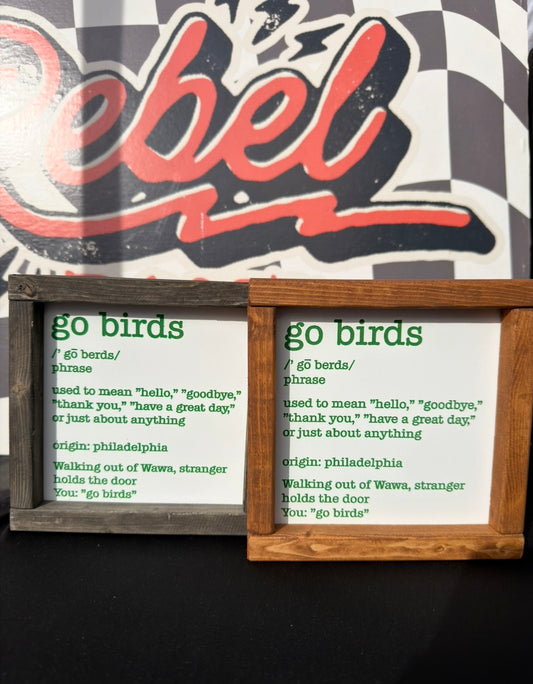 Rebel
go birds
/' gō berds/
phrase
used to mean "hello," "goodbye,"
"thank you," "have a great day,"
or just about anything
origin: philadelphia
Walking out of Wawa, stranger
holds the door
You: "go birds"
go birds
/' gō berds/
phrase
used to mean "hello," "goodbye,"
"thank you," "have a great day,"
or just about anything
origin: philadelphia
Walking out of Wawa, stranger
holds the door
You: "go birds"